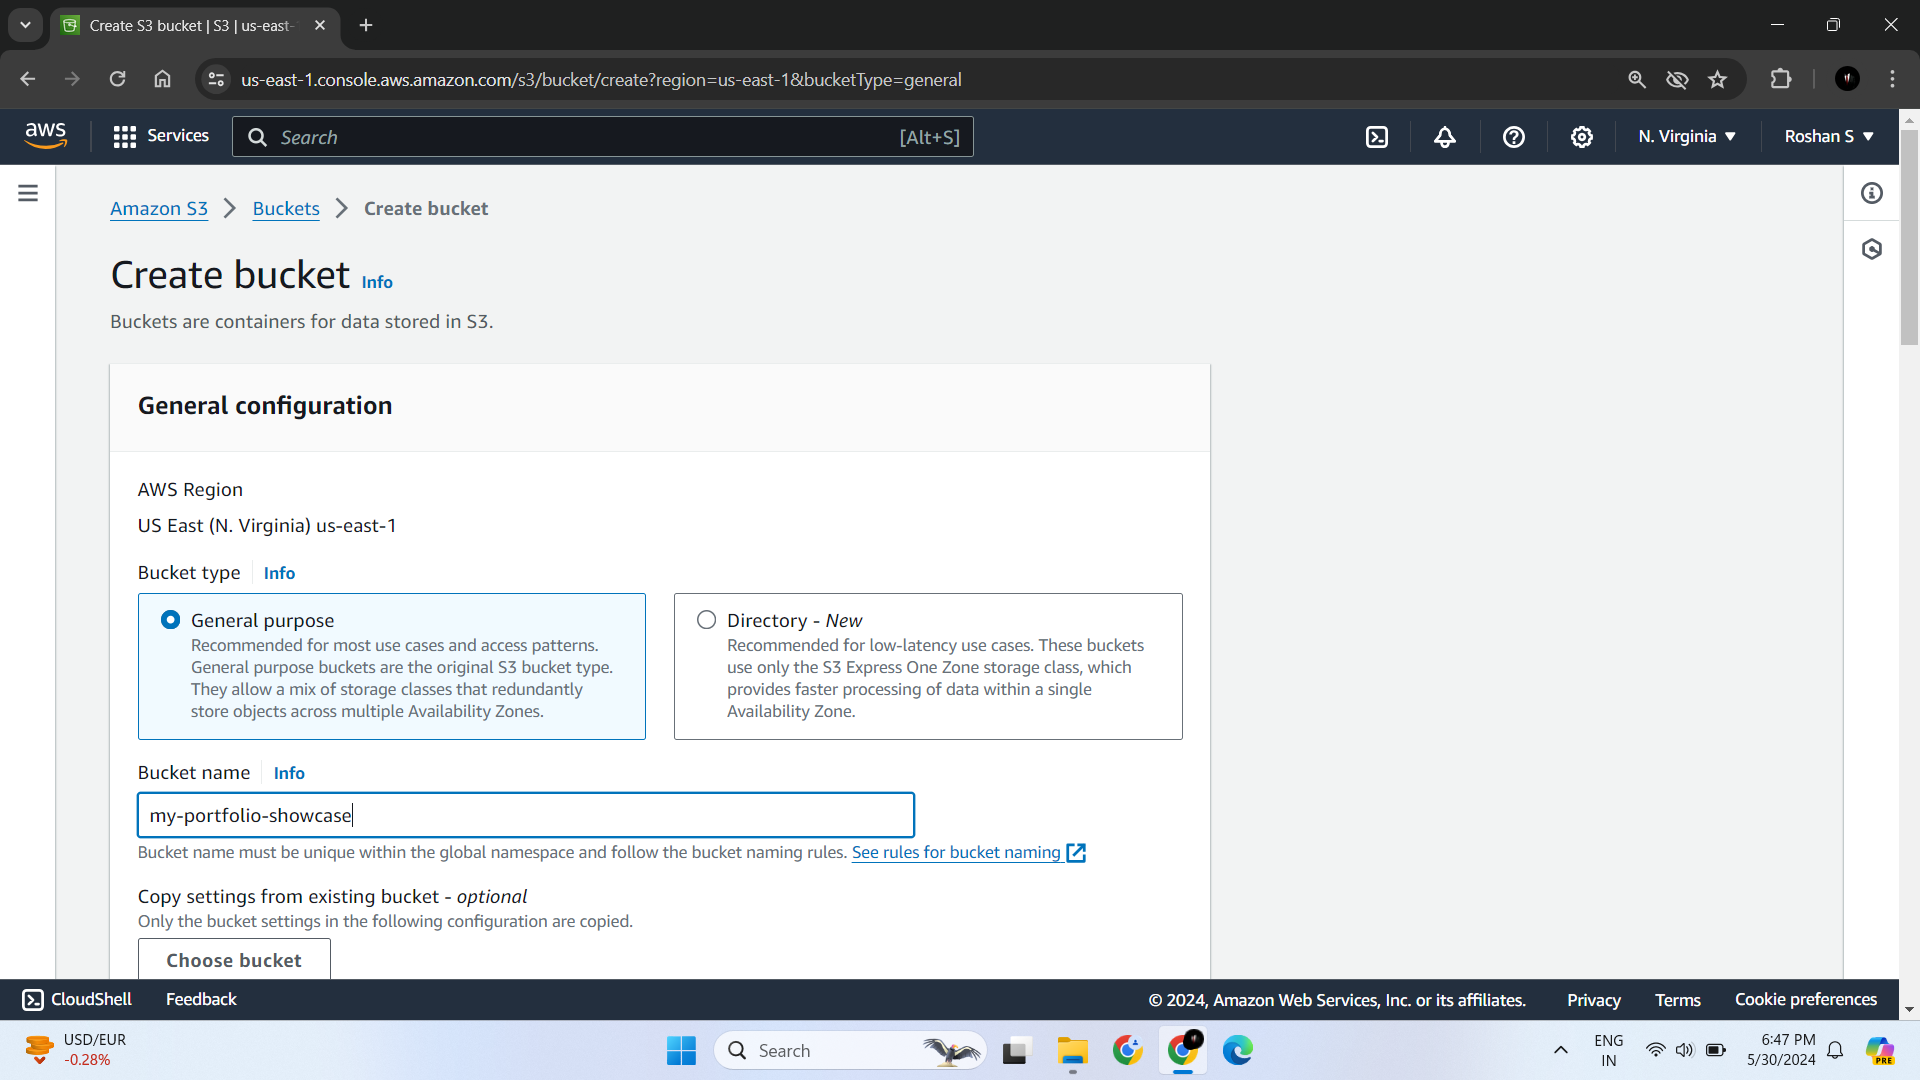 Create S3 bucket | S3 | us-east-
us-east-1.console.aws.amazon.com/s3/bucket/create?region=us-east-1&bucketType=general
aws
Services
Search
[Alt+S]
N. Virginia
Roshan S
Amazon S3
Buckets
Create bucket
Create bucket Info
Buckets are containers for data stored in S3.
General configuration
AWS Region
US East (N. Virginia) us-east-1
Bucket type
Info
General purpose
Recommended for most use cases and access patterns.
General purpose buckets are the original S3 bucket type.
They allow a mix of storage classes that redundantly
store objects across multiple Availability Zones.
Directory - New
Recommended for low-latency use cases. These buckets
use only the S3 Express One Zone storage class, which
provides faster processing of data within a single
Availability Zone.
Bucket name
Info
my-portfolio-showcase
Bucket name must be unique within the global namespace and follow the bucket naming rules. See rules for bucket naming
Copy settings from existing bucket - optional
Only the bucket settings in the following configuration are copied.
Choose bucket
CloudShell
Feedback
© 2024, Amazon Web Services, Inc. or its affiliates.
Privacy
Terms
Cookie preferences
USD/EUR
-0.28%
Search
ENG
IN
6:47 PM
5/30/2024
PRE